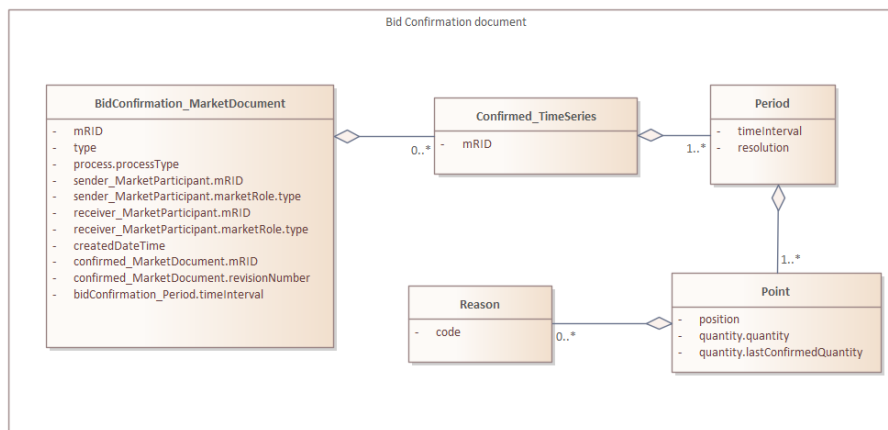 Bid Confirmation document
BidConfirmation_MarketDocument
- mRID
- type
- process.processType
- sender_MarketParticipant.mRID
- sender_MarketParticipant.marketRole.type
- receiver_MarketParticipant.mRID
- receiver_MarketParticipant.marketRole.type
- createdDateTime
- confirmed_MarketDocument.mRID
- confirmed_MarketDocument.revisionNumber
- bidConfirmation_Period.timeInterval
0..*
Confirmed_TimeSeries
- mRID
1..*
Period
- timeInterval
- resolution
1..*
Point
- position
- quantity.quantity
- quantity.lastConfirmedQuantity
0..*
Reason
- code